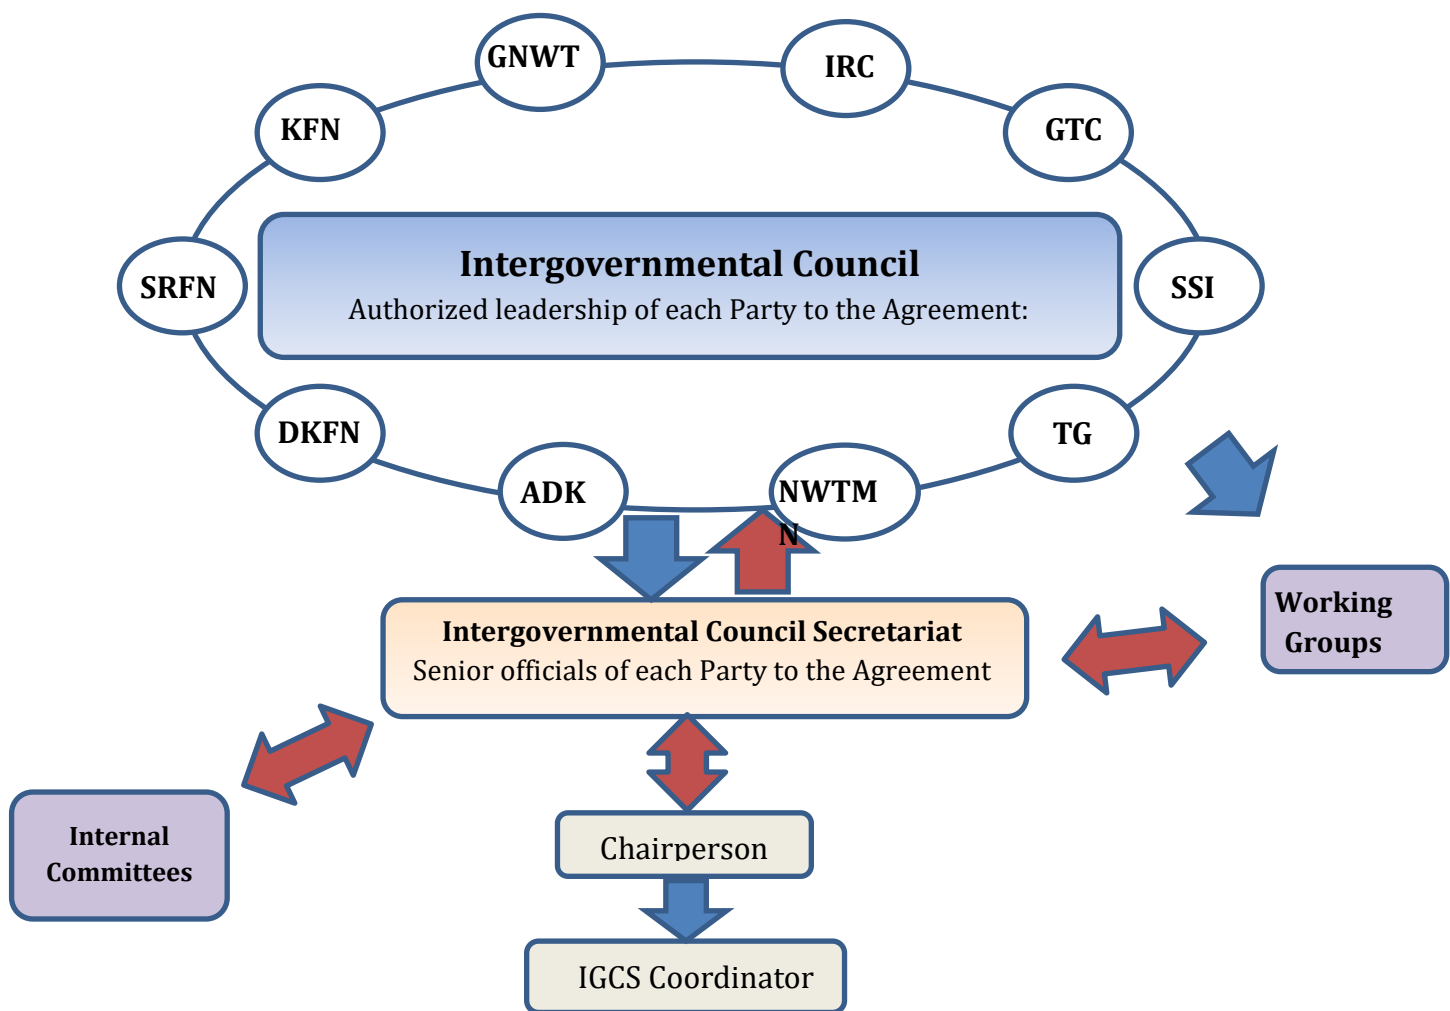 GNWT
IRC
KFN
GTC
SRFN
Intergovernmental Council
Authorized leadership of each Party to the Agreement:
SSI
DKFN
TG
ADK
NWTM
N
Intergovernmental Council Secretariat
Senior officials of each Party to the Agreement
Working
Groups
Internal
Committees
Chairperson
IGCS Coordinator